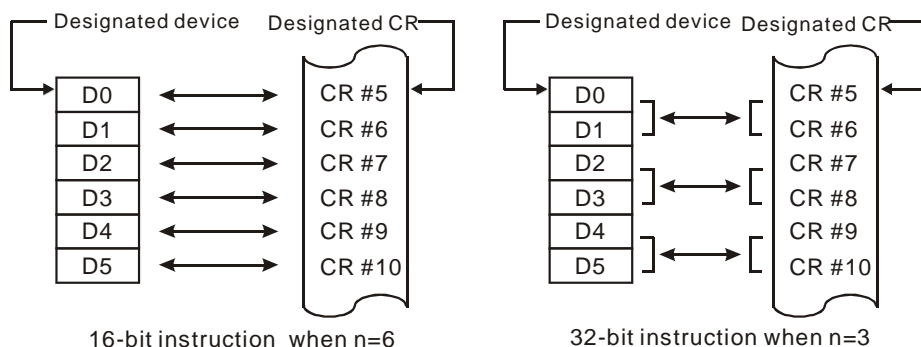 Designated device Designated CR
D0 CR #5
D1 CR #6
D2 CR #7
D3 CR #8
D4 CR #9
D5 CR #10
16-bit instruction when n=6
Designated device Designated CR
D0 CR #5
D1 CR #6
D2 CR #7
D3 CR #8
D4 CR #9
D5 CR #10
32-bit instruction when n=3